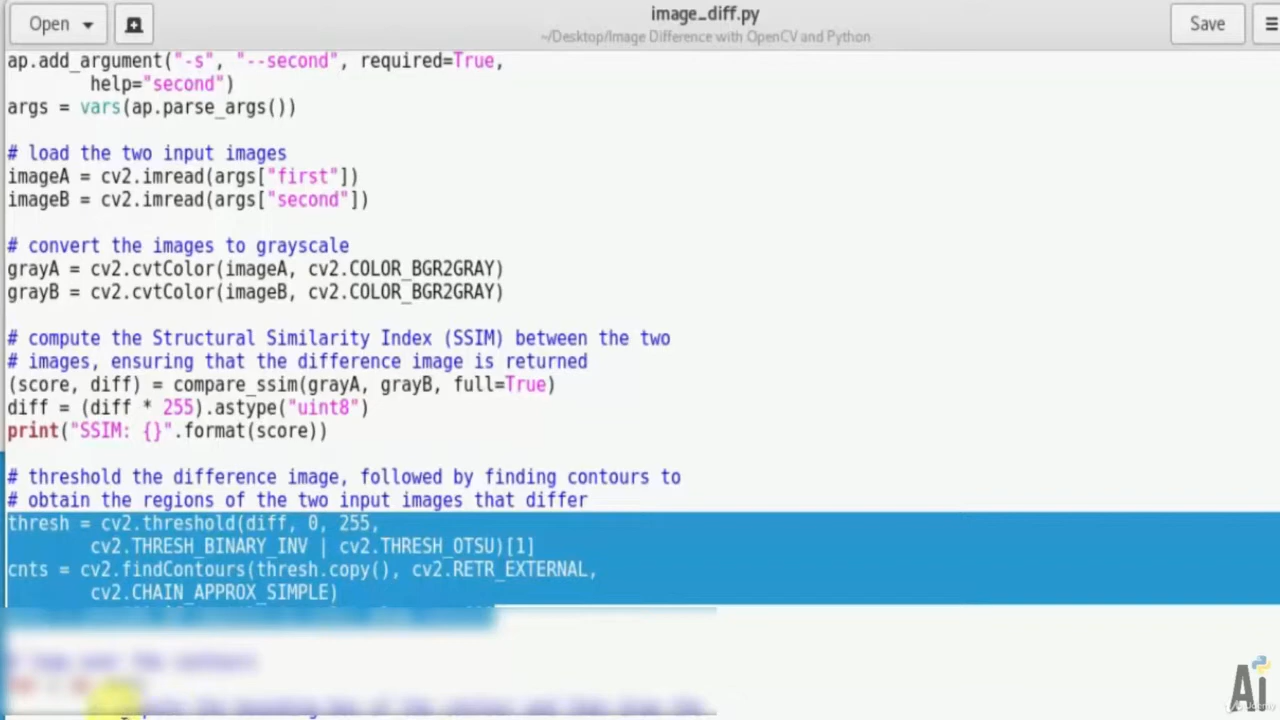 Open
image_diff.py
~/Desktop/Image Difference with OpenCV and Python
Save
ap.add_argument("-s", "--second", required=True,
help="second")
args = vars(ap.parse_args())
# load the two input images
imageA = cv2.imread(args["first"])
imageB = cv2.imread(args["second"])
# convert the images to grayscale
grayA = cv2.cvtColor(imageA, cv2.COLOR_BGR2GRAY)
grayB = cv2.cvtColor(imageB, cv2.COLOR_BGR2GRAY)
# compute the Structural Similarity Index (SSIM) between the two
# images, ensuring that the difference image is returned
(score, diff) = compare_ssim(grayA, grayB, full=True)
diff = (diff * 255).astype("uint8")
print("SSIM: {}".format(score))
# threshold the difference image, followed by finding contours to
# obtain the regions of the two input images that differ
thresh = cv2.threshold(diff, 0, 255,
cv2.THRESH_BINARY_INV | cv2.THRESH_OTSU)[1]
cnts = cv2.findContours(thresh.copy(), cv2.RETR_EXTERNAL,
cv2.CHAIN_APPROX_SIMPLE)
Ai